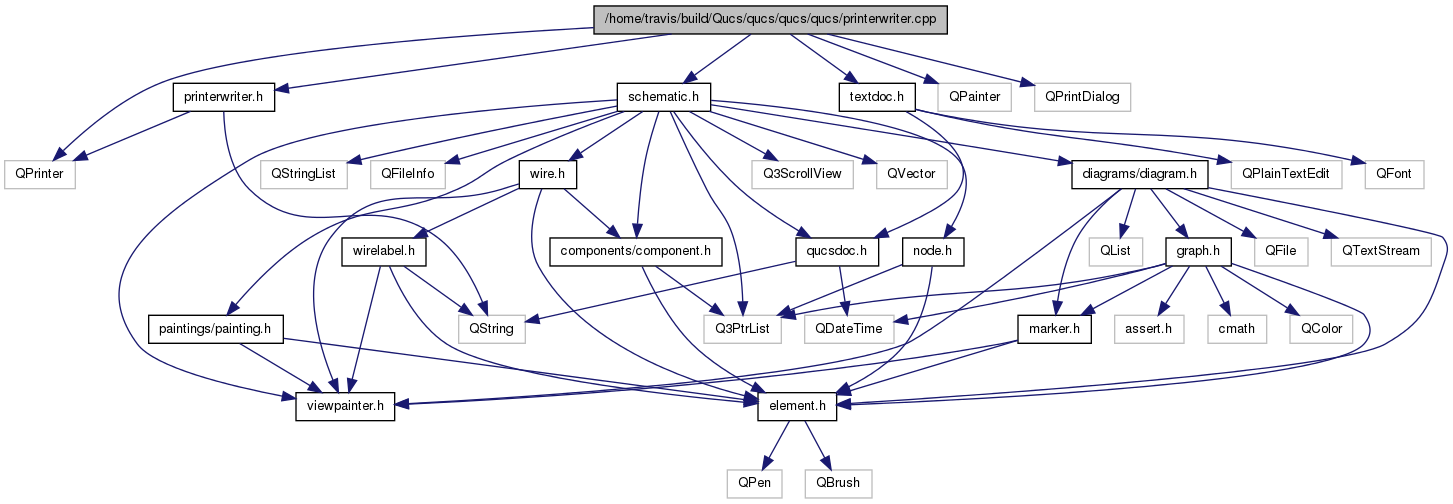 /home/travis/build/Qucs/qucs/qucs/qucs/printerwriter.cpp
printerwriter.h
schematic.h
textdoc.h
QPainter
QPrintDialog
QPrinter
QStringList
QFileInfo
wire.h
Q3ScrollView
QVector
diagrams/diagram.h
QPlainTextEdit
QFont
wirelabel.h
components/component.h
qucsdoc.h
node.h
QList
graph.h
QFile
QTextStream
paintings/painting.h
QString
Q3PtrList
QDateTime
marker.h
assert.h
cmath
QColor
viewpainter.h
element.h
QPen
QBrush